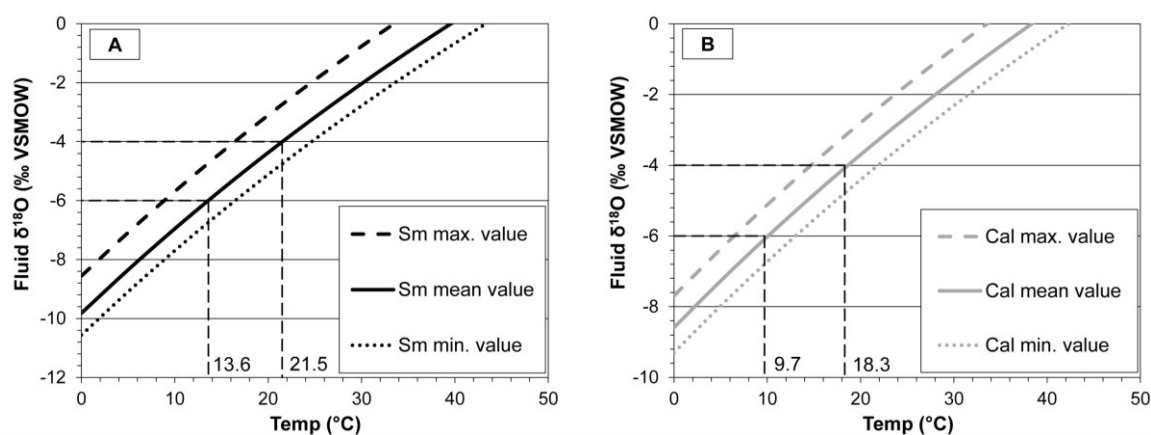 A
Fluid δ¹⁸O (‰ VSMOW)
0
-2
-4
-6
-8
-10
-12
Sm max. value
Sm mean value
Sm min. value
13.6 21.5
0 10 20 30 40 50
Temp (°C)
B
Fluid δ¹⁸O (‰ VSMOW)
0
-2
-4
-6
-8
-10
Cal max. value
Cal mean value
Cal min. value
9.7 18.3
0 10 20 30 40 50
Temp (°C)